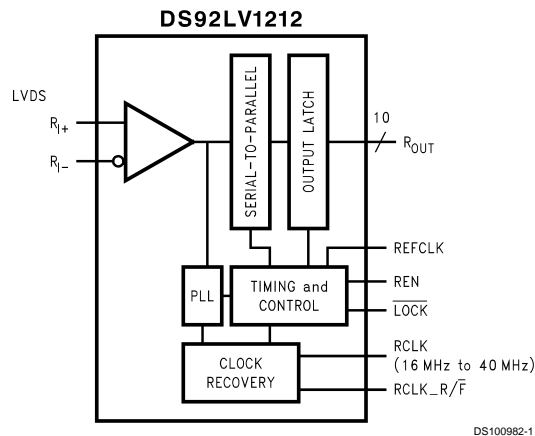 DS92LV1212
LVDS
RI+
RI−
SERIAL-TO-PARALLEL
OUTPUT LATCH
10
ROUT
REFCLK
REN
LOCK
PLL
TIMING and
CONTROL
CLOCK
RECOVERY
RCLK
(16 MHz to 40 MHz)
RCLK_R/F̅
DS100982-1